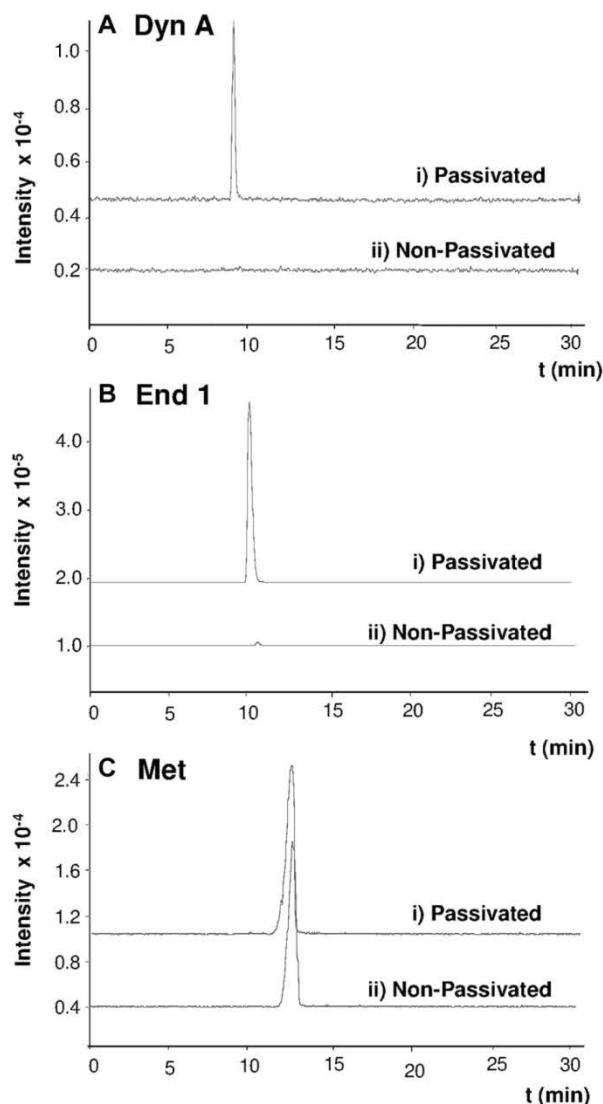 A Dyn A
1.0
0.8
0.6
0.4
0.2
Intensity x 10-4
i) Passivated
ii) Non-Passivated
0 5 10 15 20 25 30
t (min)
B End 1
4.0
3.0
2.0
1.0
Intensity x 10-5
i) Passivated
ii) Non-Passivated
0 5 10 15 20 25 30
t (min)
C Met
2.4
2.0
1.6
1.2
0.8
0.4
Intensity x 10-4
i) Passivated
ii) Non-Passivated
0 5 10 15 20 25 30
t (min)